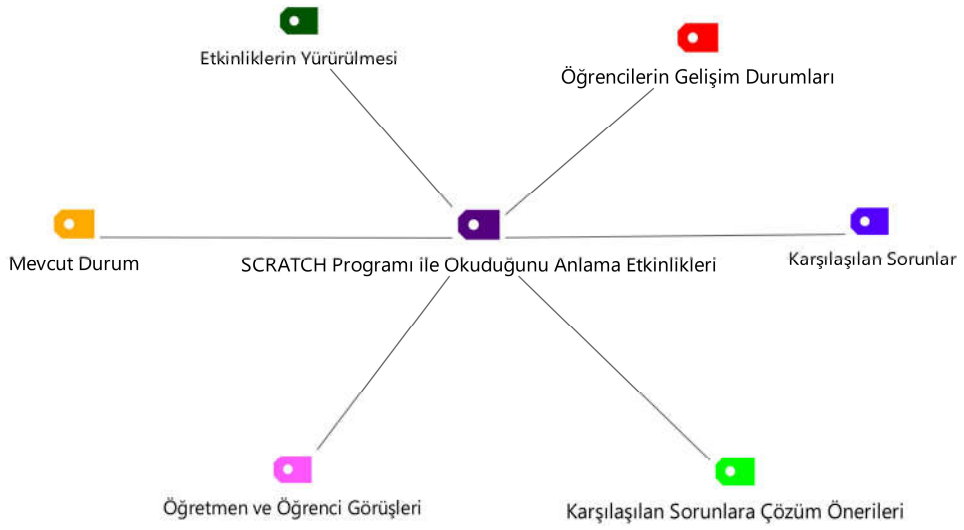 Etkinliklerin Yürürülmesi
Öğrencilerin Gelişim Durumları
Mevcut Durum
SCRATCH Programı ile Okuduğunu Anlama Etkinlikleri
Karşılaşılan Sorunlar
Öğretmen ve Öğrenci Görüşleri
Karşılaşılan Sorunlara Çözüm Önerileri